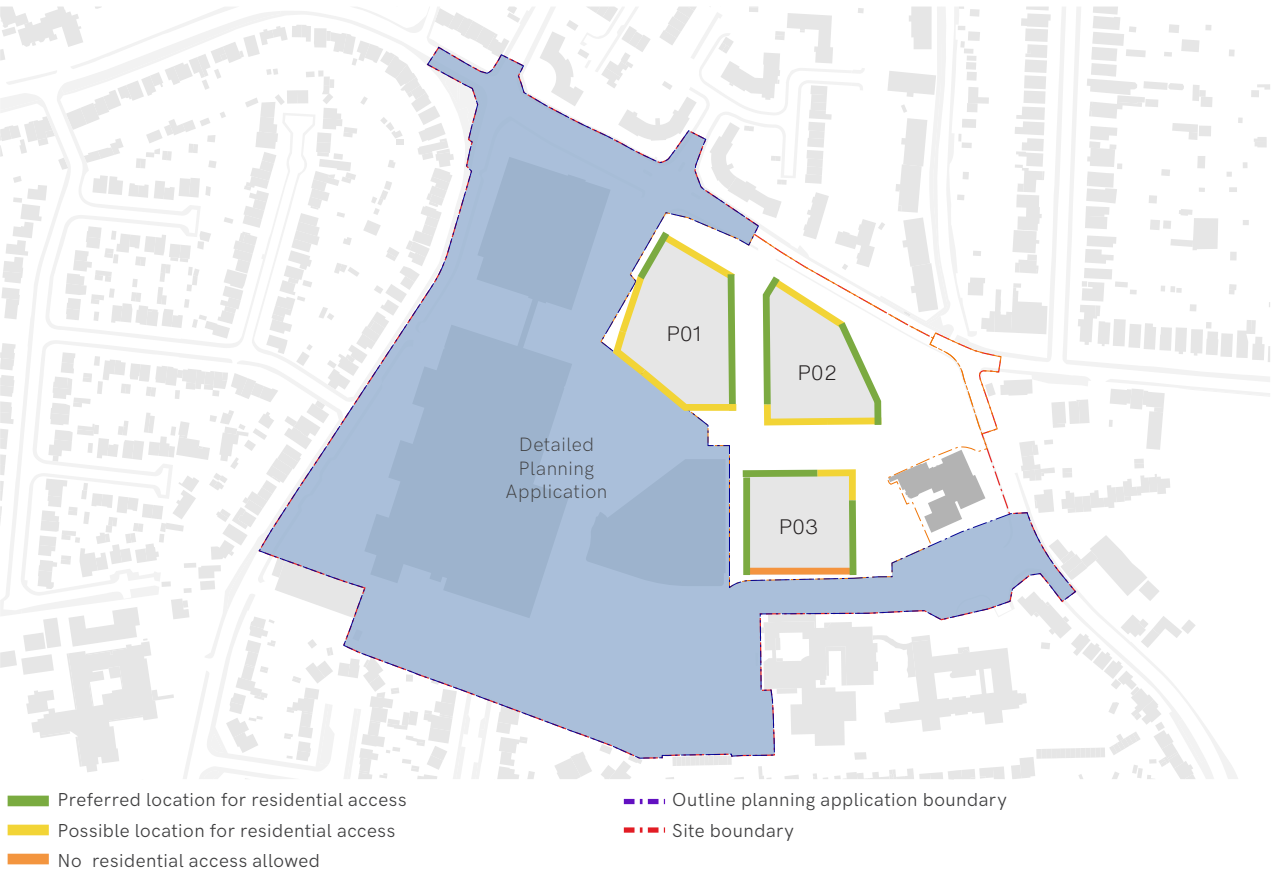 P01
P02
Detailed
Planning
Application
P03
Preferred location for residential access
Possible location for residential access
No  residential access allowed
Outline planning application boundary
Site boundary